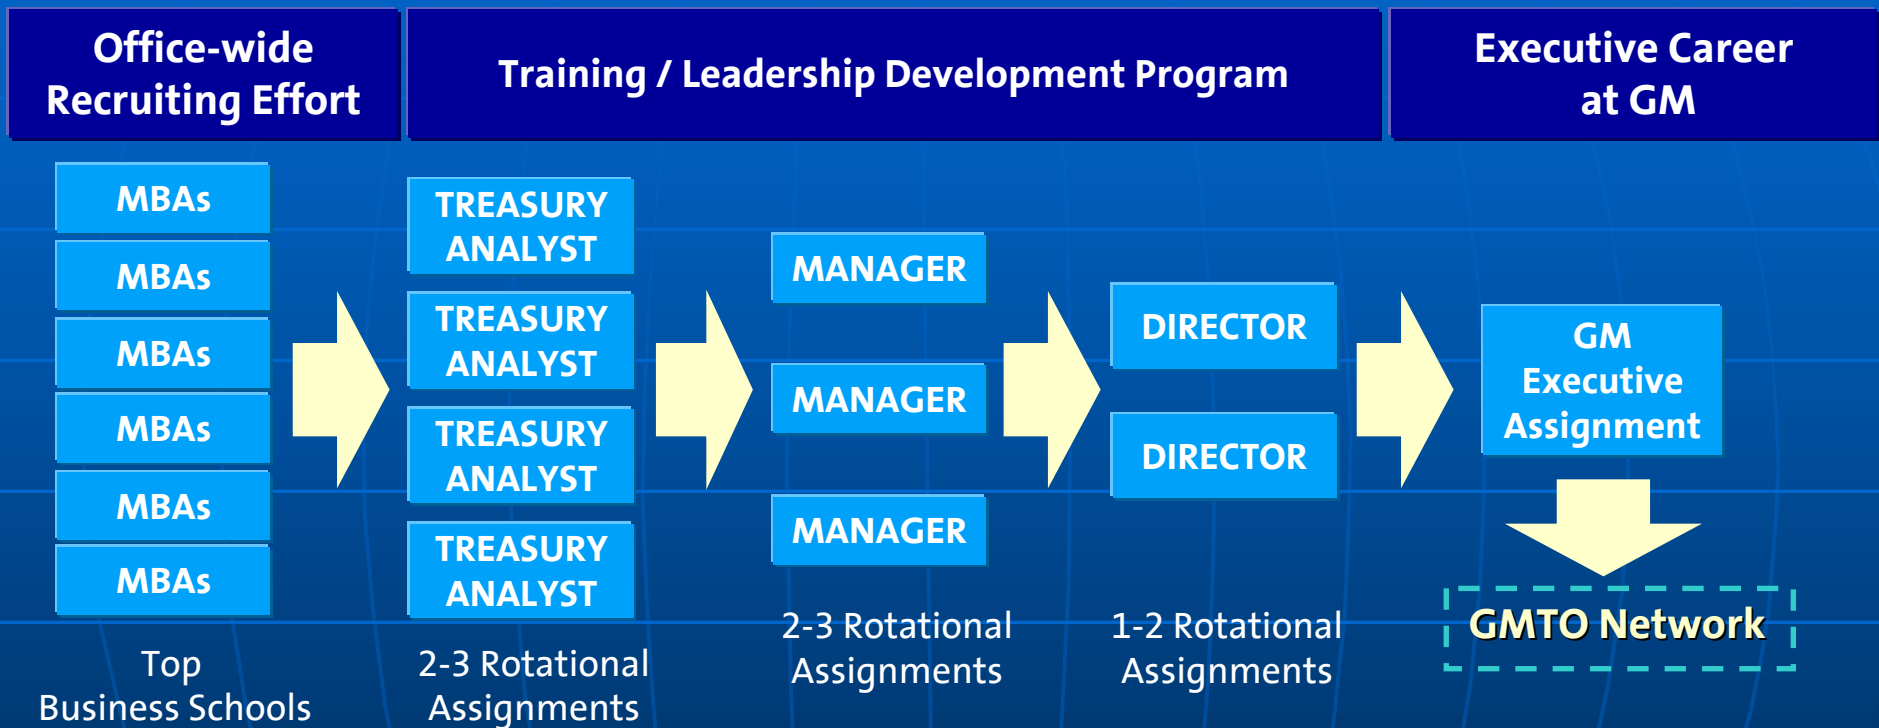 Office-wide
Recruiting Effort
Training / Leadership Development Program
Executive Career
at GM
MBAs
MBAs
MBAs
MBAs
MBAs
MBAs
Top
Business Schools
TREASURY
ANALYST
TREASURY
ANALYST
TREASURY
ANALYST
TREASURY
ANALYST
2-3 Rotational
Assignments
MANAGER
MANAGER
MANAGER
2-3 Rotational
Assignments
DIRECTOR
DIRECTOR
1-2 Rotational
Assignments
GM
Executive
Assignment
GMTO Network